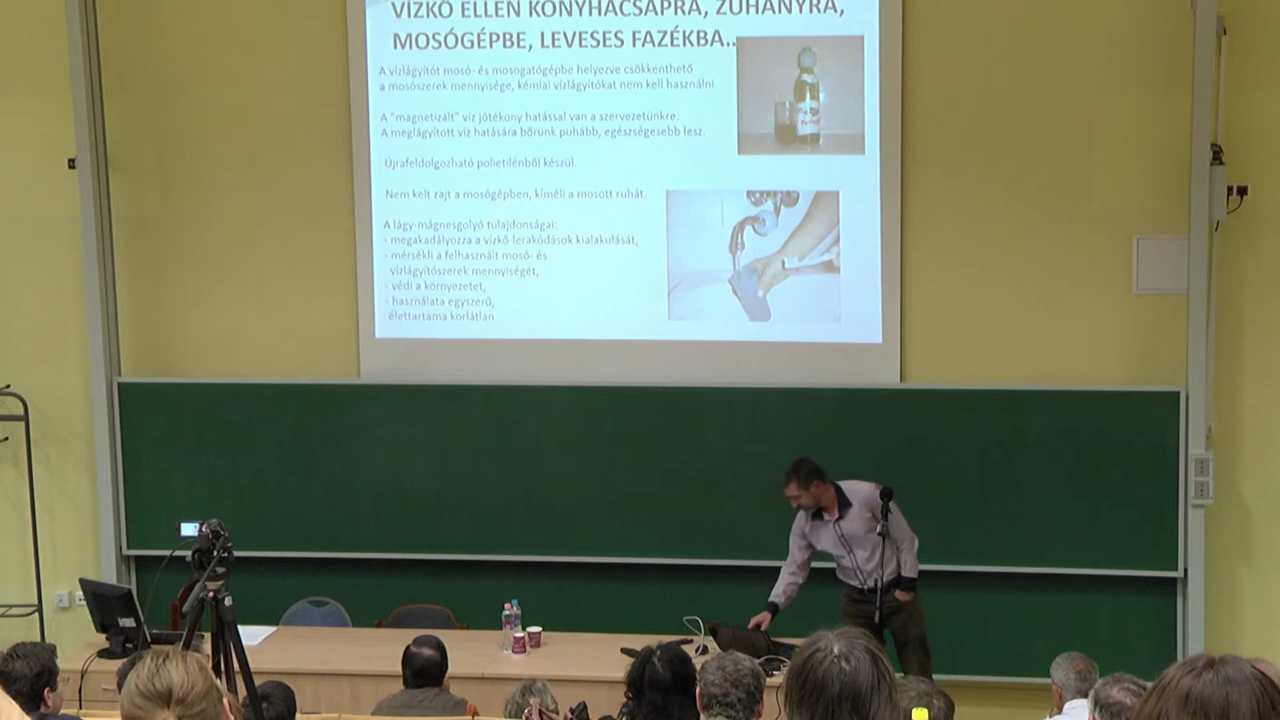 VÍZKŐ ELLEN KONYHACSAPRA, ZUHANYRA,
MOSÓGÉPBE, LEVESES FAZÉKBA..
A vízlágyítót mosó- és mosogatógépbe helyezve csökkenthető
a mosószerek mennyisége, kémiai vízlágyítókat nem kell használni.
A "magnetizált" víz jótékony hatással van a szervezetünkre.
A meglágyított víz hatására bőrünk puhább, egészségesebb lesz.
Újrafeldolgozható polietilénből készül.
Nem kelt zajt a mosógépben, kíméli a mosott ruhát.
A lágy-mágnesgolyó tulajdonságai:
- megakadályozza a vízkő-lerakódások kialakulását,
- mérsékli a felhasznált mosó- és
vízlágyítószerek mennyiségét,
- védi a környezetet,
- használata egyszerű,
élettartama korlátlan